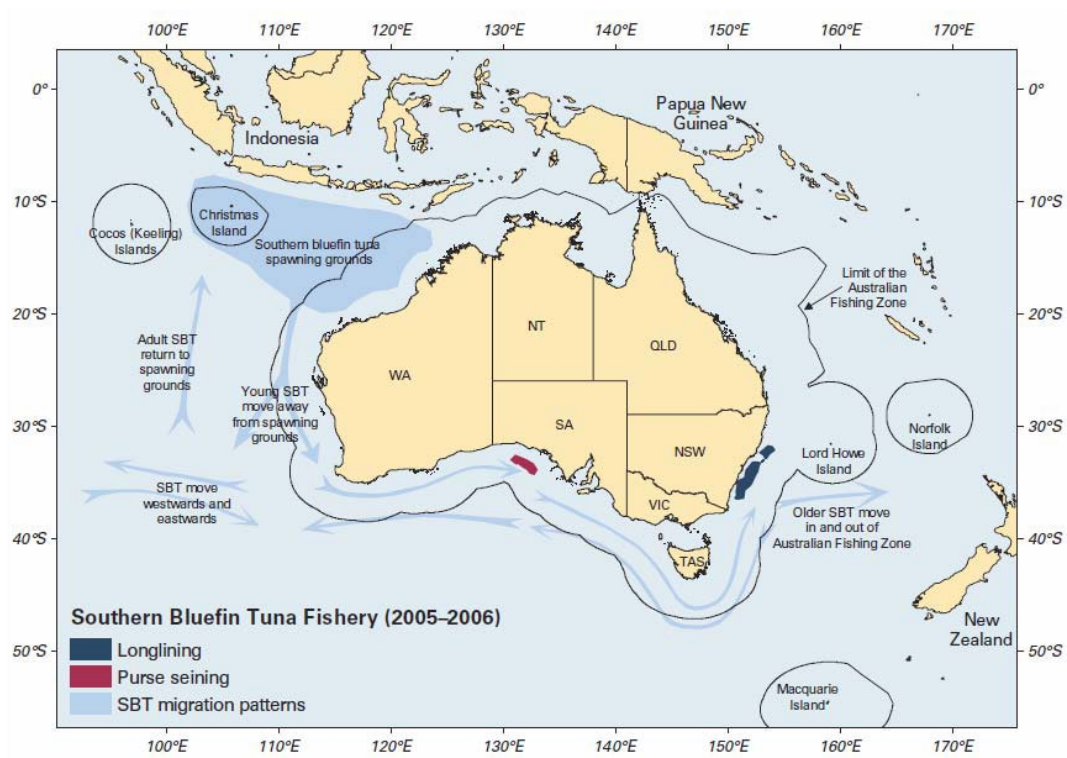 100°E 110°E 120°E 130°E 140°E 150°E 160°E 170°E
0° 0°
Papua New
Guinea
Indonesia
10°S 10°S
Christmas
Island
Cocos (Keeling)
Islands
Southern bluefin tuna
spawning grounds
Limit of the
Australian
Fishing Zone
20°S 20°S
NT
QLD
Adult SBT
return to
spawning
grounds
WA
Young SBT
move away
from spawning
grounds
30°S 30°S
SA
NSW
Lord Howe
Island
Norfolk
Island
SBT move
westwards and
eastwards
VIC
Older SBT move
in and out of
Australian Fishing Zone
40°S 40°S
TAS
Southern Bluefin Tuna Fishery (2005–2006)
Longlining
Purse seining
SBT migration patterns
New
Zealand
50°S 50°S
Macquarie
Island
100°E 110°E 120°E 130°E 140°E 150°E 160°E 170°E